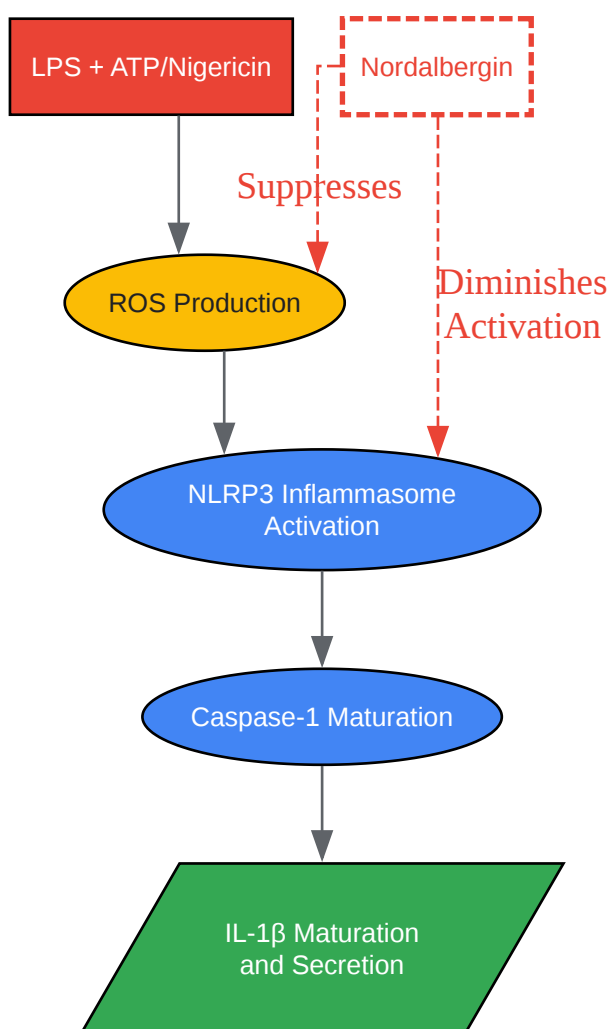 LPS + ATP/Nigericin
Nordalbergin
Suppresses
Diminishes
Activation
ROS Production
NLRP3 Inflammasome
Activation
Caspase-1 Maturation
IL-1β Maturation
and Secretion